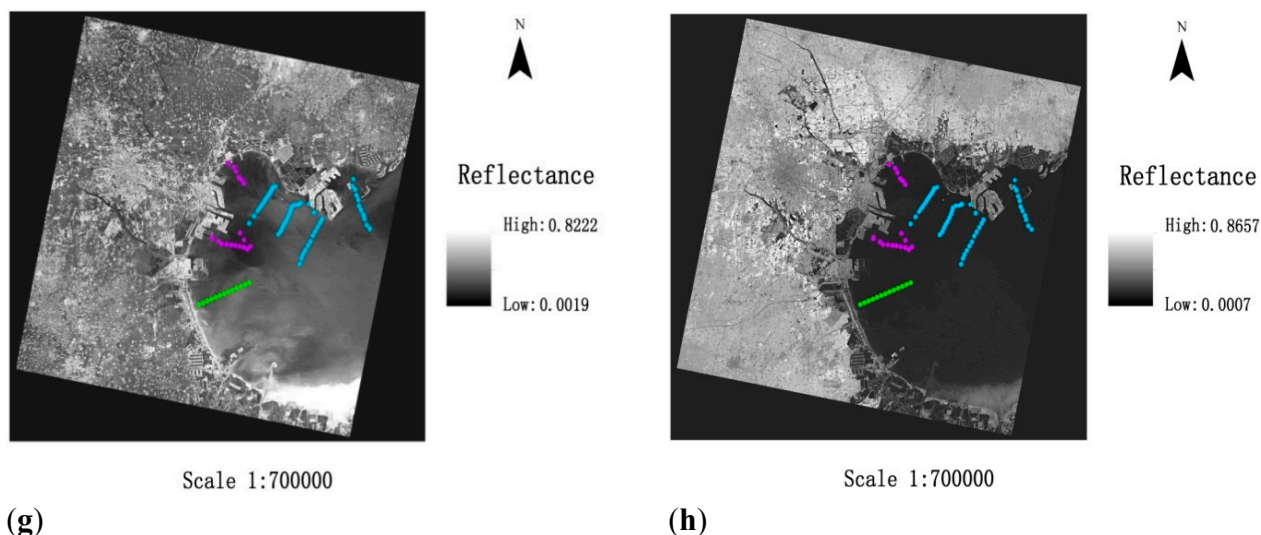 N
Reflectance
High: 0.8222
Low: 0.0019
Scale 1:700000
(g)
N
Reflectance
High: 0.8657
Low: 0.0007
Scale 1:700000
(h)